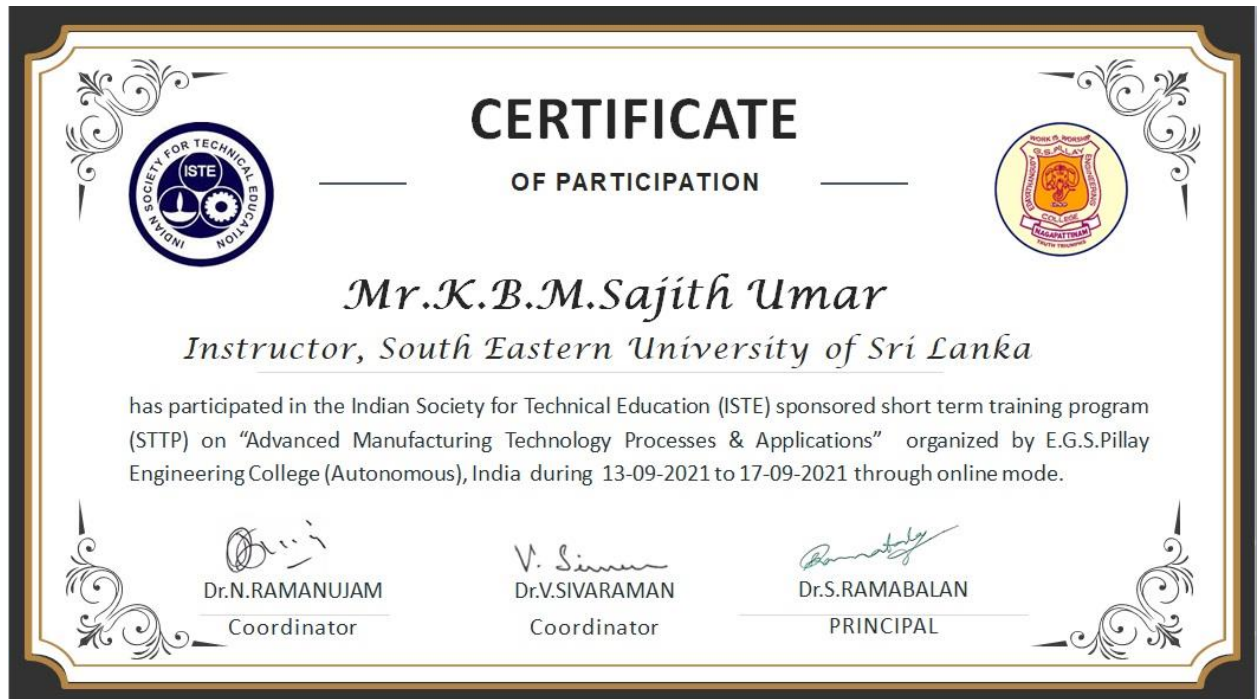 CERTIFICATE
OF PARTICIPATION
INDIAN SOCIETY FOR TECHNICAL EDUCATION
ISTE
WORK IS WORSHIP
E.G.S.PILLAY ENGINEERING
COLLEGE
NAGAPATTINAM
TRUTH TRIUMPHS
Mr.K.B.M.Sajith Umar
Instructor, South Eastern University of Sri Lanka
has participated in the Indian Society for Technical Education (ISTE) sponsored short term training program
(STTP) on “Advanced Manufacturing Technology Processes & Applications” organized by E.G.S.Pillay
Engineering College (Autonomous), India during 13-09-2021 to 17-09-2021 through online mode.
Dr.N.RAMANUJAM
Coordinator
V.
Dr.V.SIVARAMAN
Coordinator
Dr.S.RAMABALAN
PRINCIPAL